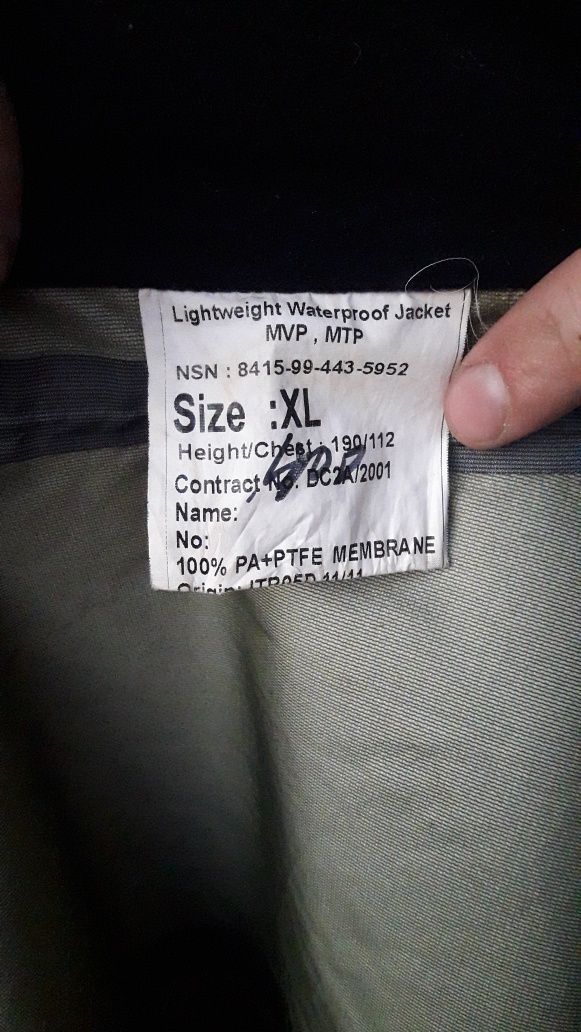 Lightweight Waterproof Jacket
MVP , MTP
NSN : 8415-99-443-5952
Size :XL
Height/Chest : 190/112
Contract No. DC2A/2001
Name:
No:
100% PA+PTFE MEMBRANE
Origin: